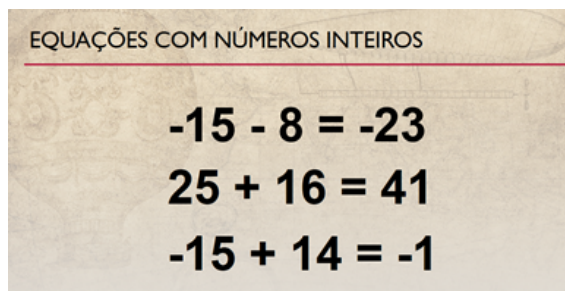 EQUAÇÕES COM NÚMEROS INTEIROS
-15 - 8 = -23
25 + 16 = 41
-15 + 14 = -1